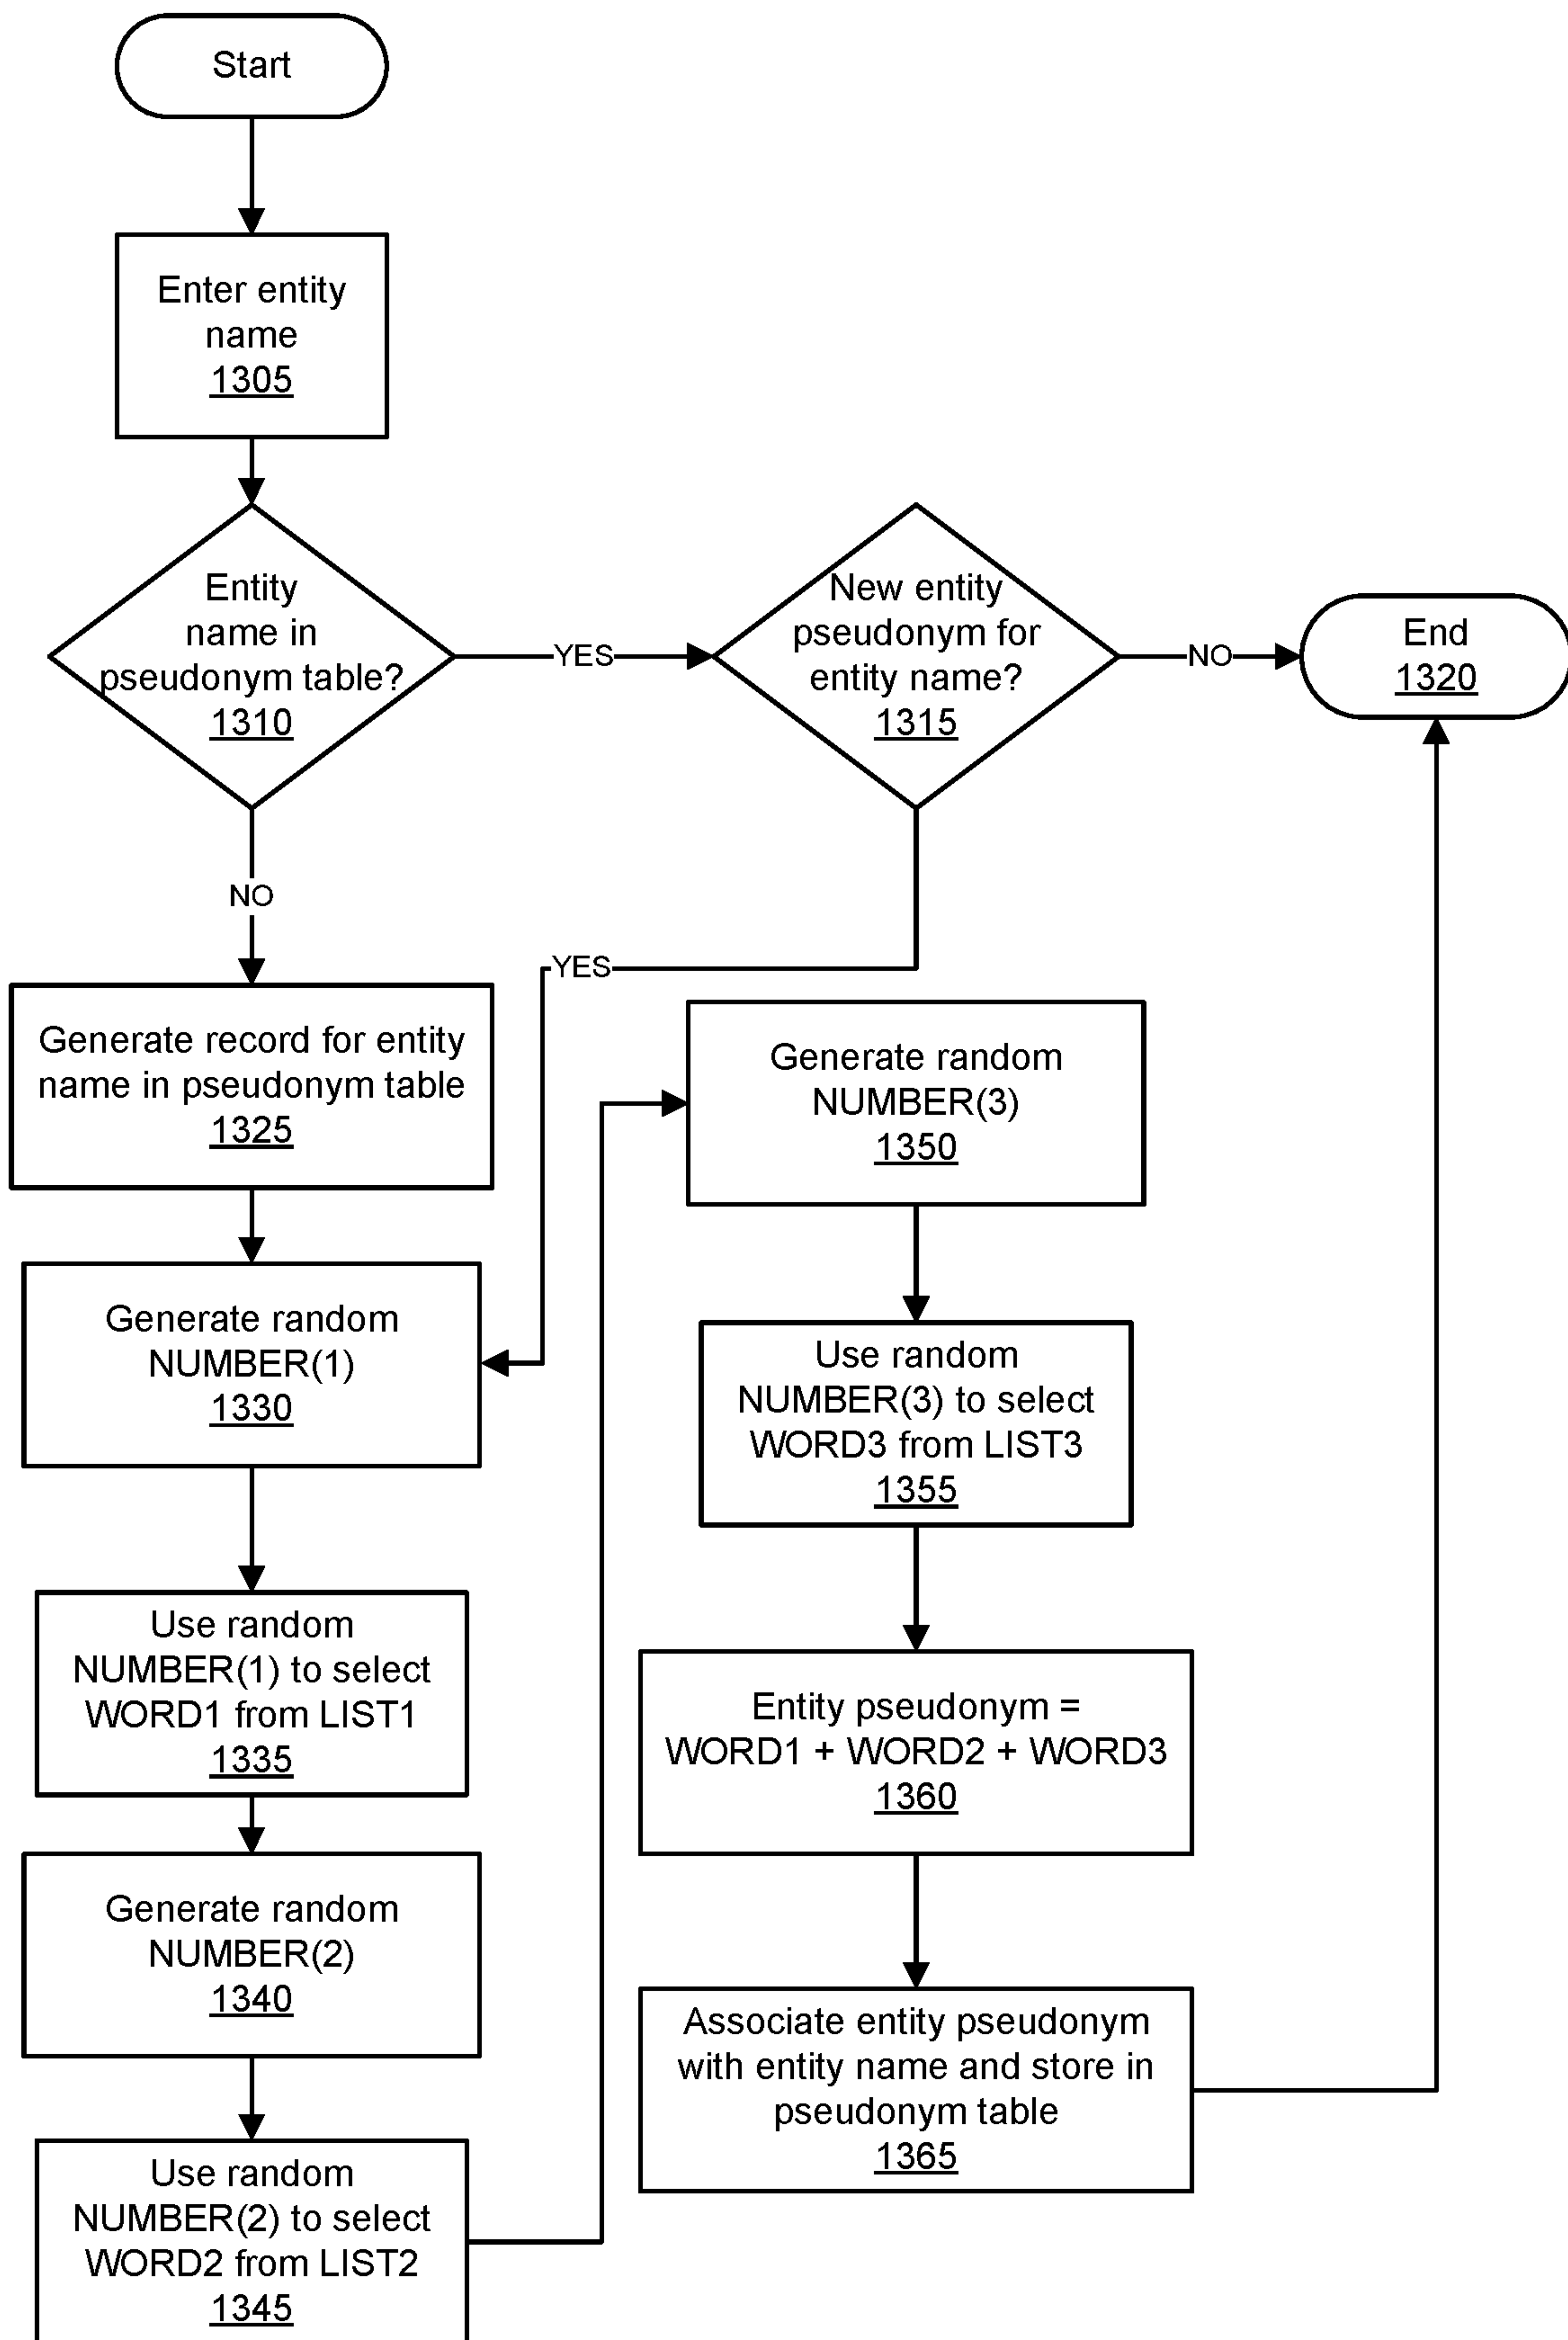 Start
Enter entity
name
1305
Entity
name in
pseudonym table?
1310
YES
New entity
pseudonym for
entity name?
1315
NO
End
1320
NO
YES
Generate record for entity
name in pseudonym table
1325
Generate random
NUMBER(1)
1330
Use random
NUMBER(1) to select
WORD1 from LIST1
1335
Generate random
NUMBER(2)
1340
Use random
NUMBER(2) to select
WORD2 from LIST2
1345
Generate random
NUMBER(3)
1350
Use random
NUMBER(3) to select
WORD3 from LIST3
1355
Entity pseudonym =
WORD1 + WORD2 + WORD3
1360
Associate entity pseudonym
with entity name and store in
pseudonym table
1365